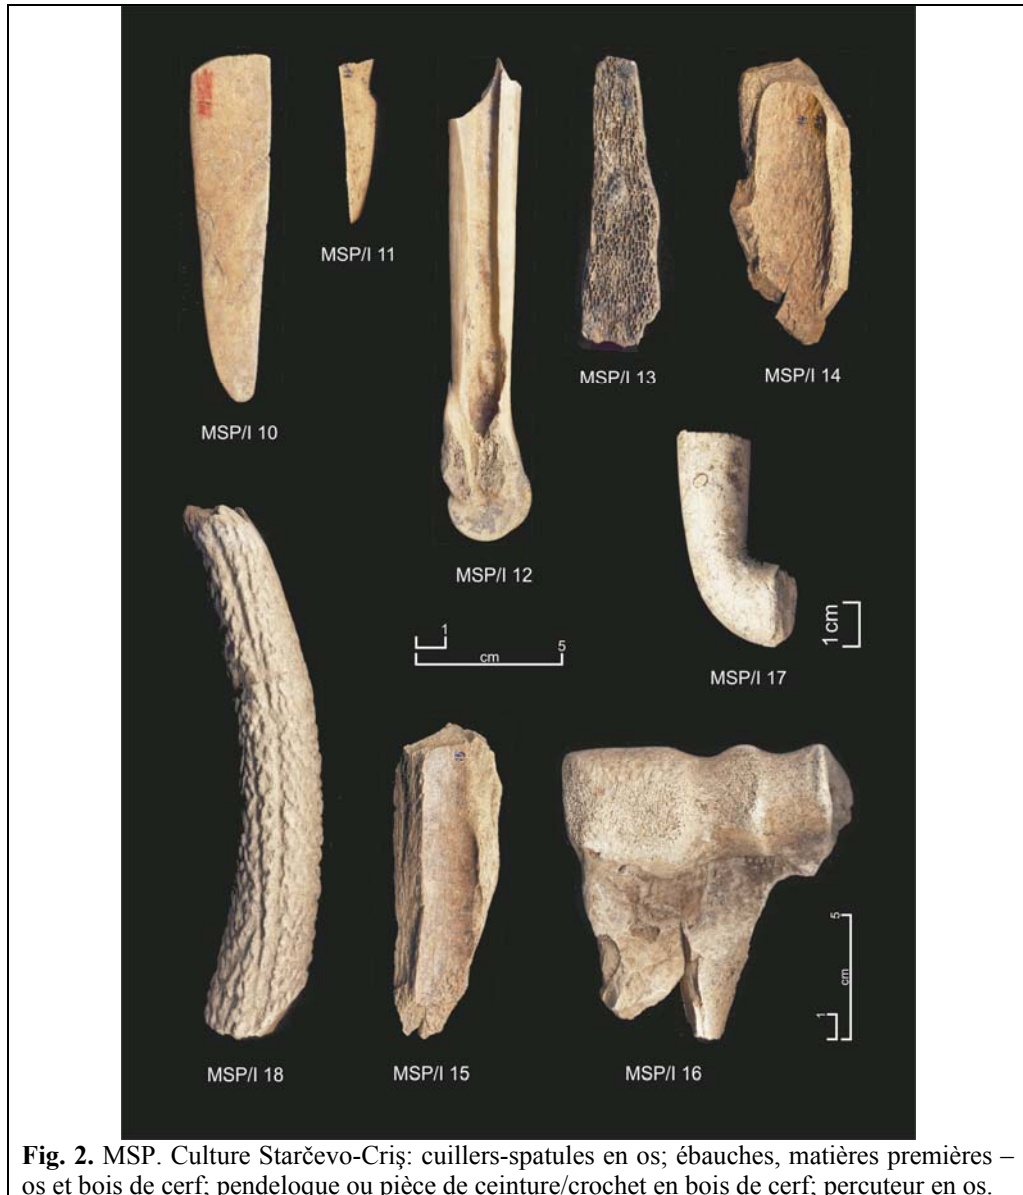 MSP/I 11
MSP/I 13
MSP/I 14
MSP/I 10
MSP/I 12
1
5
cm
1cm
MSP/I 17
5
cm
1
MSP/I 18
MSP/I 15
MSP/I 16
Fig. 2. MSP. Culture Starčevo-Criş: cuillers-spatules en os; ébauches, matières premières –
os et bois de cerf; pendeloque ou pièce de ceinture/crochet en bois de cerf; percuteur en os.